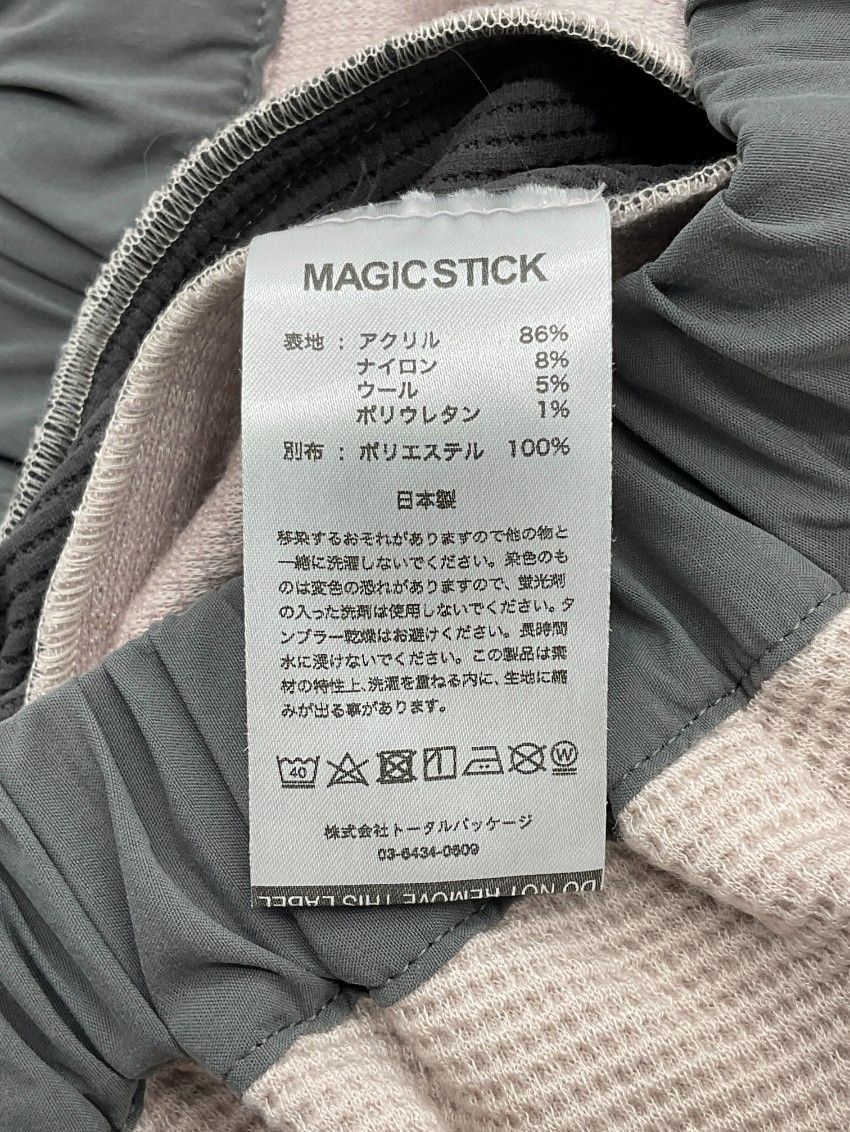 MAGIC STICK
表地 : アクリル 86%
ナイロン 8%
ウール 5%
ポリウレタン 1%
別布 : ポリエステル 100%
日本製
移染するおそれがありますので他の物と
一緒に洗濯しないでください。染色のも
のは変色の恐れがありますので、蛍光剤
の入った洗剤は使用しないでください。タ
ンブラー乾燥はお避けください。長時間
水に浸けないでください。この製品は素
材の特性上、洗濯を重ねる内に、生地に縮
みが出る事があります。
40
W
株式会社トータルパッケージ
03-6434-0609
DO NOT REMOVE THIS LABEL